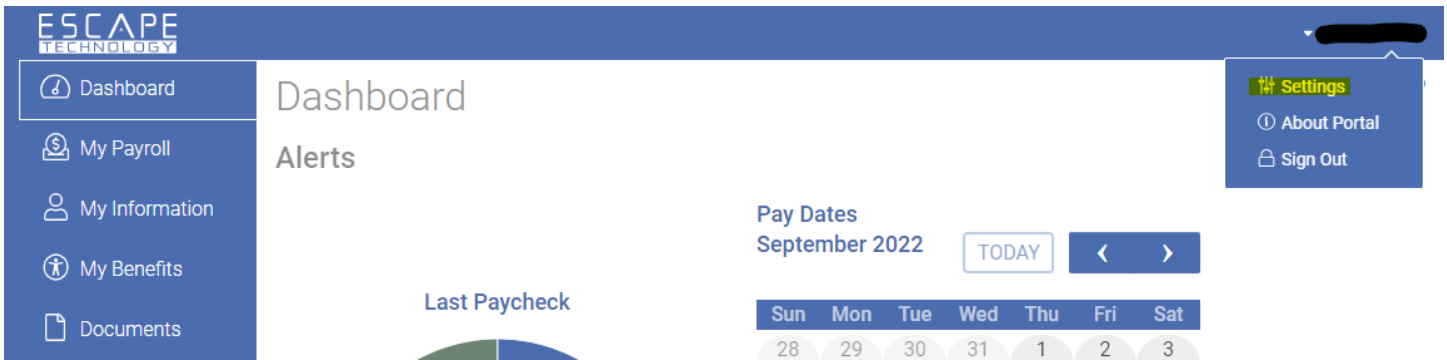 ESCAPE
TECHNOLOGY
Dashboard
My Payroll
My Information
My Benefits
Documents
Dashboard
Alerts
Last Paycheck
Pay Dates
September 2022
TODAY
Sun Mon Tue Wed Thu Fri Sat
28 29 30 31 1 2 3
Settings
About Portal
Sign Out